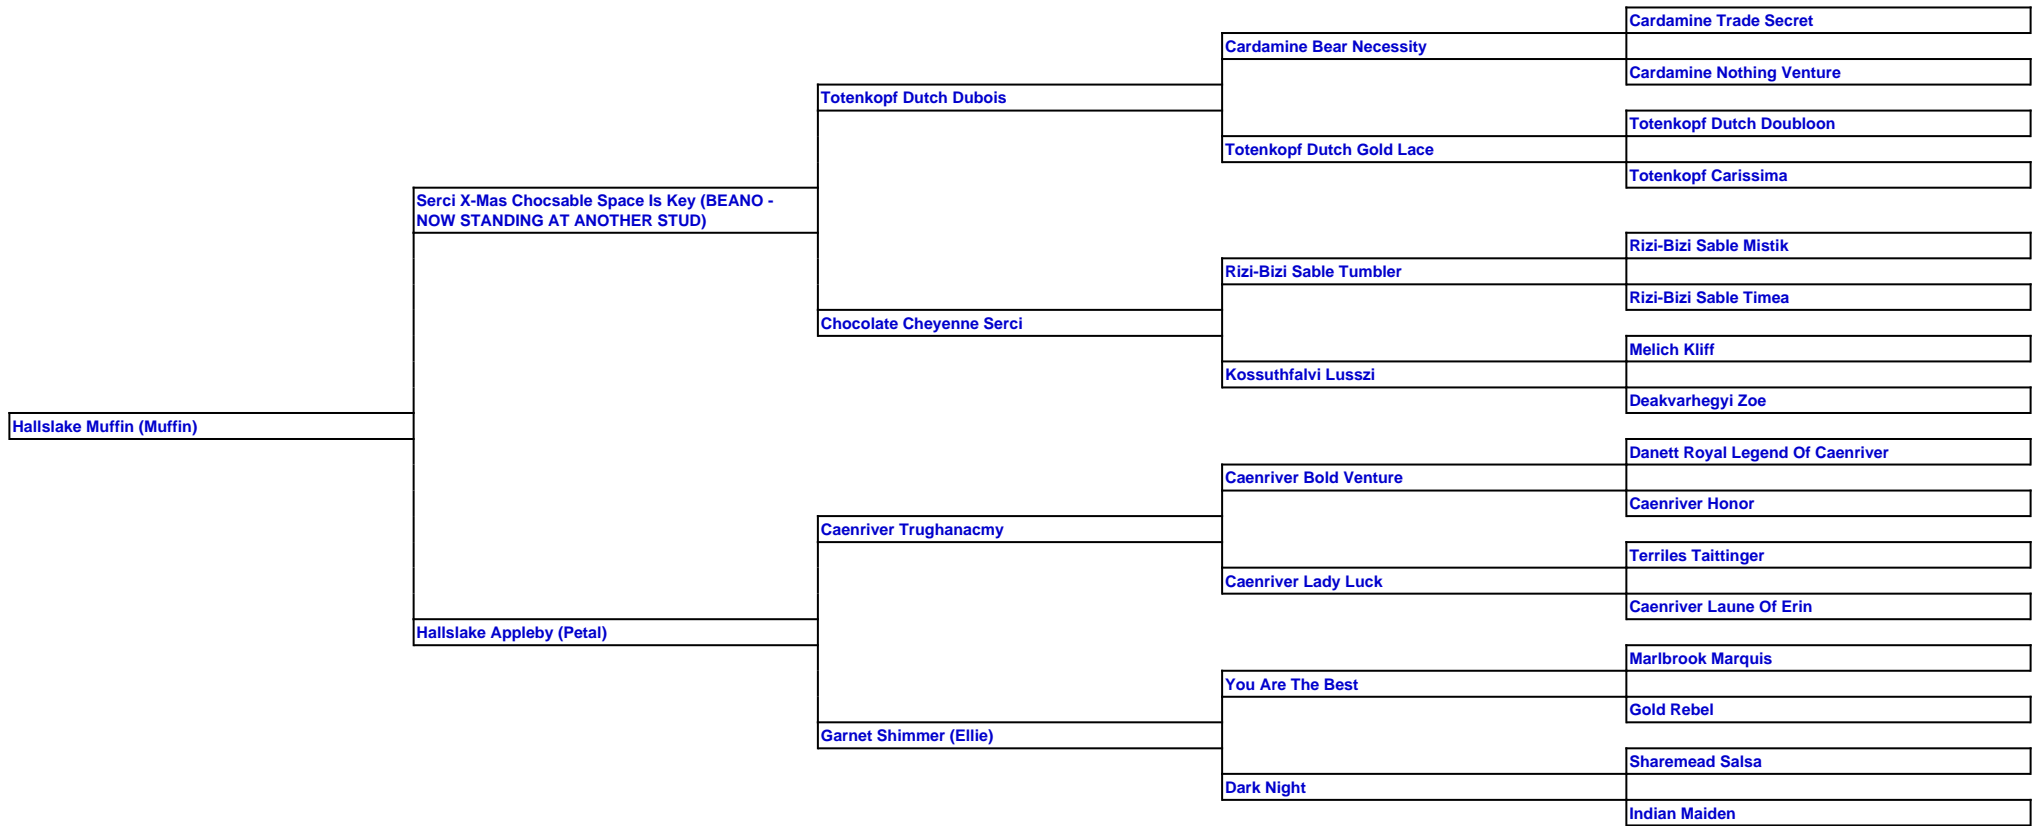 Cardamine Trade Secret
Cardamine Bear Necessity
Cardamine Nothing Venture
Totenkopf Dutch Dubois
Totenkopf Dutch Doubloon
Totenkopf Dutch Gold Lace
Totenkopf Carissima
Serci X-Mas Chocsable Space Is Key (BEANO -
NOW STANDING AT ANOTHER STUD)
Rizi-Bizi Sable Mistik
Rizi-Bizi Sable Tumbler
Rizi-Bizi Sable Timea
Chocolate Cheyenne Serci
Melich Kliff
Kossuthfalvi Lusszi
Deakvarhegyi Zoe
Hallslake Muffin (Muffin)
Danett Royal Legend Of Caenriver
Caenriver Bold Venture
Caenriver Honor
Caenriver Trughanacmy
Terriles Taittinger
Caenriver Lady Luck
Caenriver Laune Of Erin
Hallslake Appleby (Petal)
Marlbrook Marquis
You Are The Best
Gold Rebel
Garnet Shimmer (Ellie)
Sharemead Salsa
Dark Night
Indian Maiden